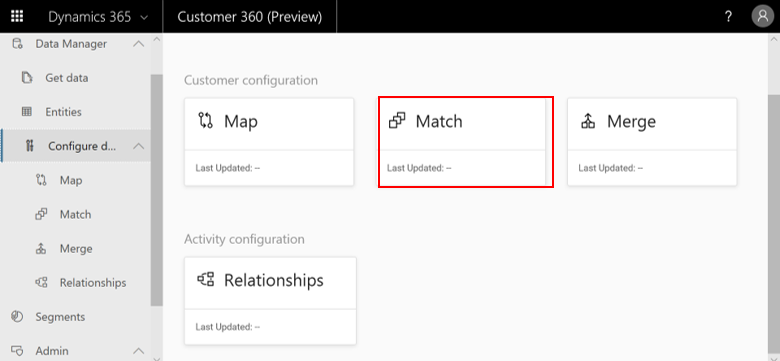 Dynamics 365
Customer 360 (Preview)
?
Data Manager
Get data
Entities
Configure d...
Map
Match
Merge
Relationships
Segments
Admin
Customer configuration
Map
Last Updated: --
Match
Last Updated: --
Merge
Last Updated: --
Activity configuration
Relationships
Last Updated: --